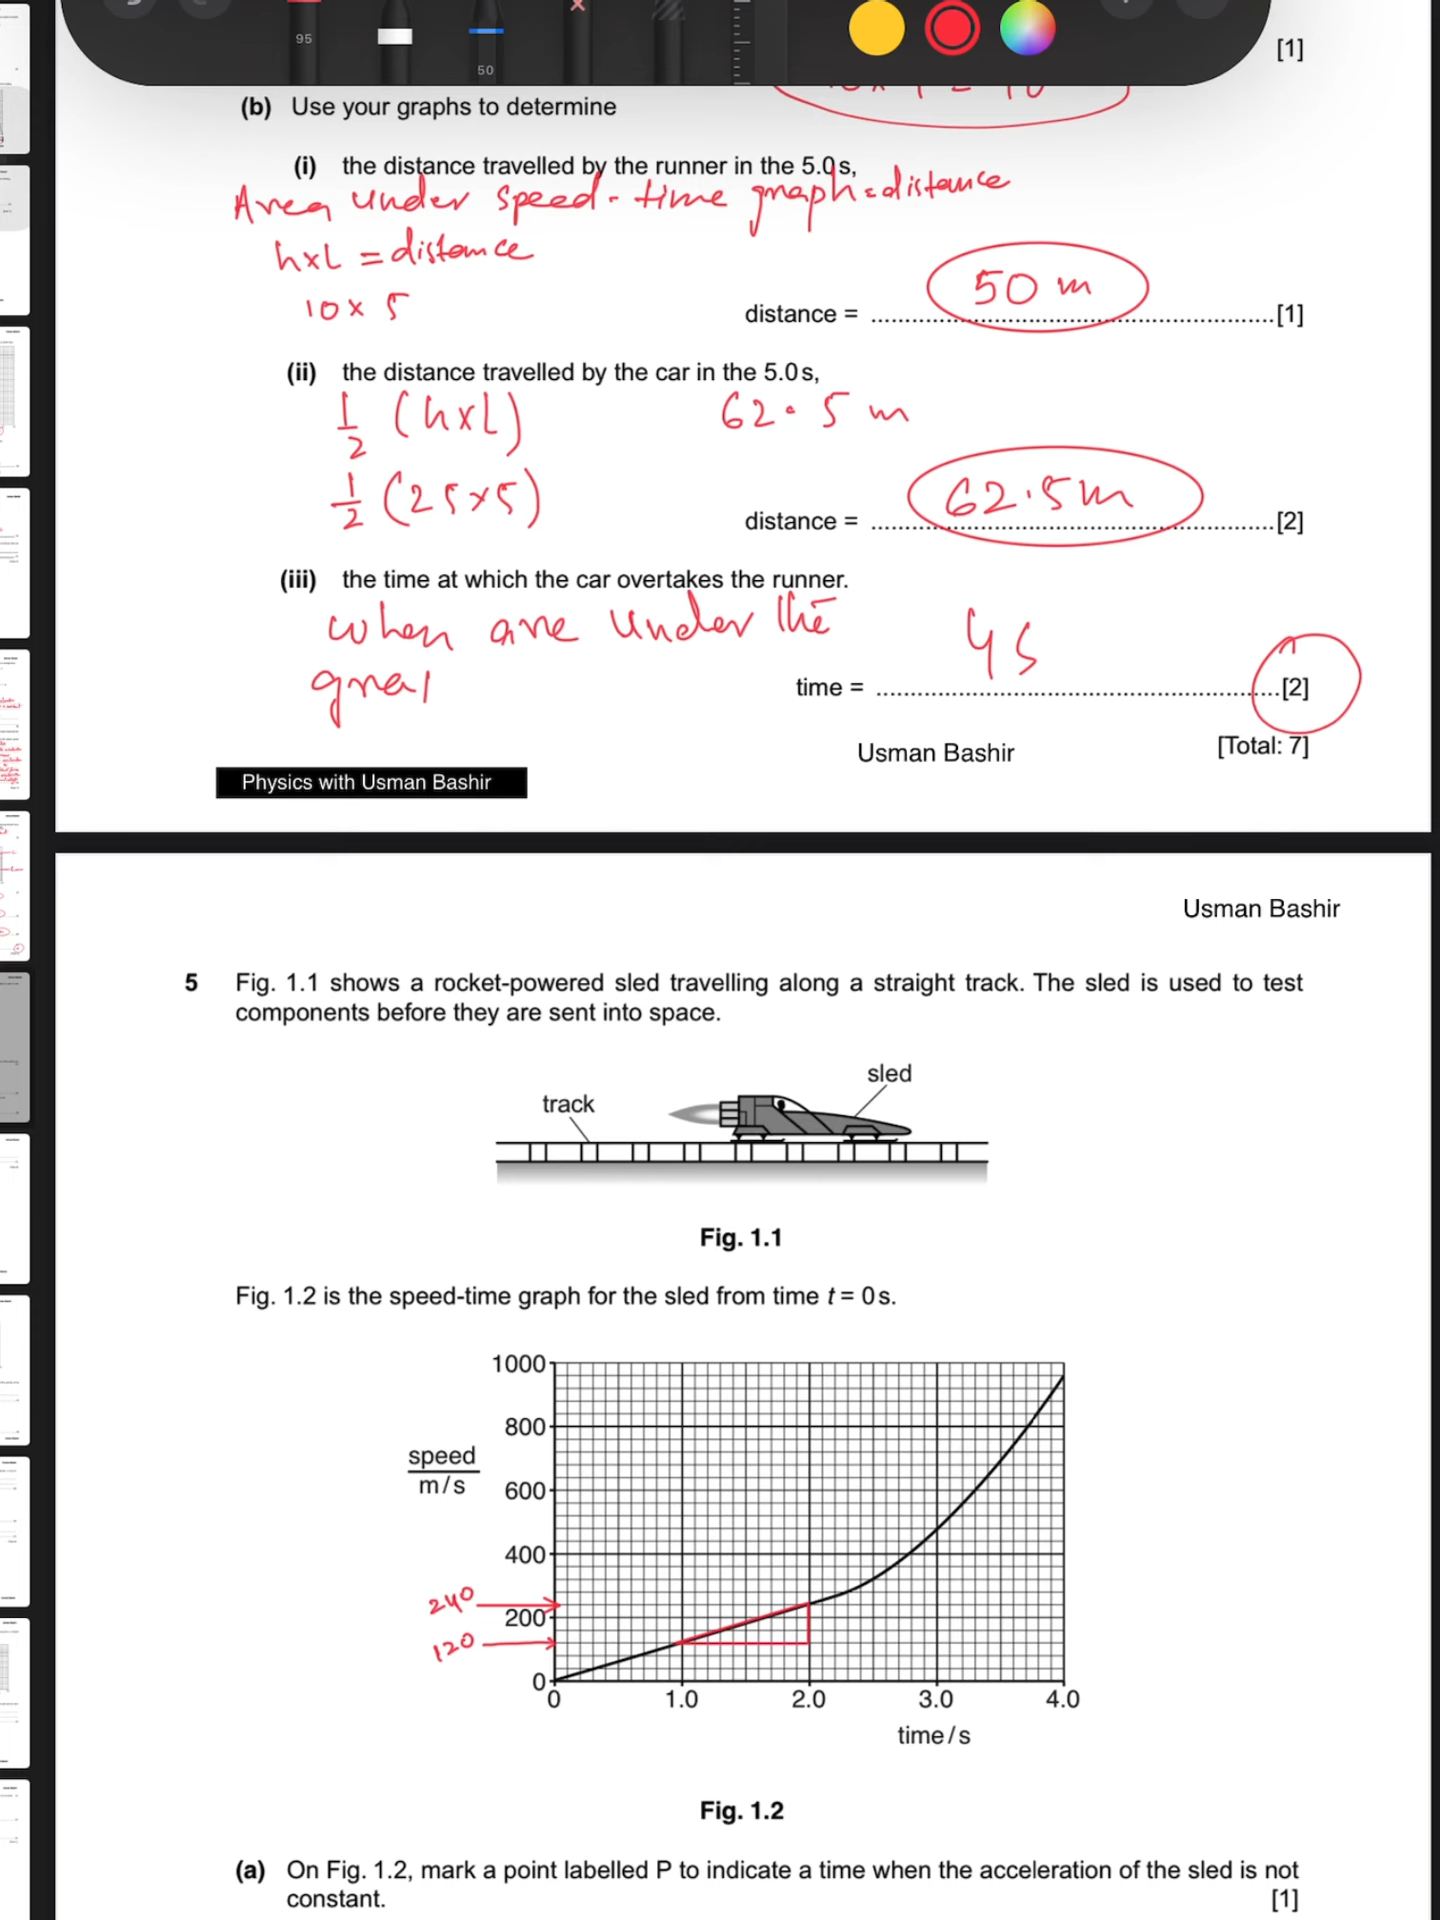 95
50
[1]
(b) Use your graphs to determine
(i) the distance travelled by the runner in the 5.0 s,
Area under speed-time graph=distance
h×L = distance
10 × 5
50 m
distance = [1]
(ii) the distance travelled by the car in the 5.0 s,
1/2 (h×L) 62.5 m
1/2 (25×5)
62.5m
distance = [2]
(iii) the time at which the car overtakes the runner.
when are under the
4s
time = [2]
[Total: 7]
Usman Bashir
Physics with Usman Bashir
Usman Bashir
5 Fig. 1.1 shows a rocket-powered sled travelling along a straight track. The sled is used to test
components before they are sent into space.
sled
track
Fig. 1.1
Fig. 1.2 is the speed-time graph for the sled from time t = 0 s.
1000
800
speed
m/s
600
400
240
200
120
0
0 1.0 2.0 3.0 4.0
time/s
Fig. 1.2
(a) On Fig. 1.2, mark a point labelled P to indicate a time when the acceleration of the sled is not
constant. [1]